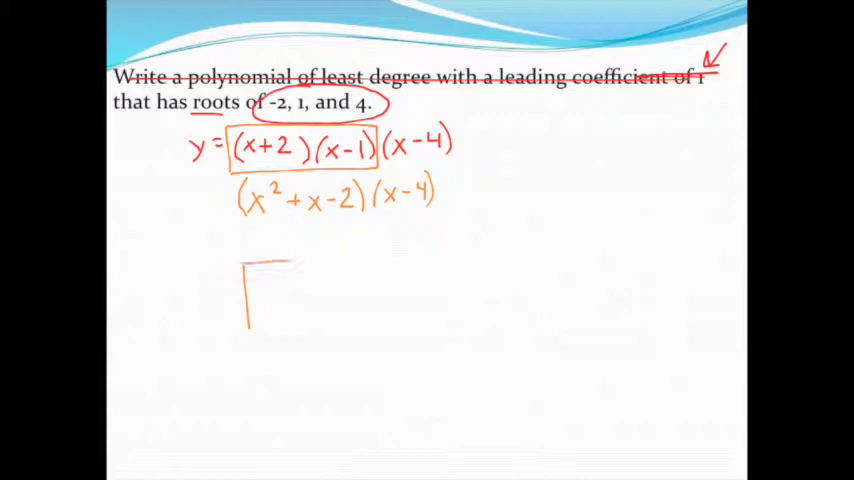 Write a polynomial of least degree with a leading coefficient of 1
that has roots of -2, 1, and 4.
y = (x+2)(x-1)(x-4)
(x²+x-2)(x-4)